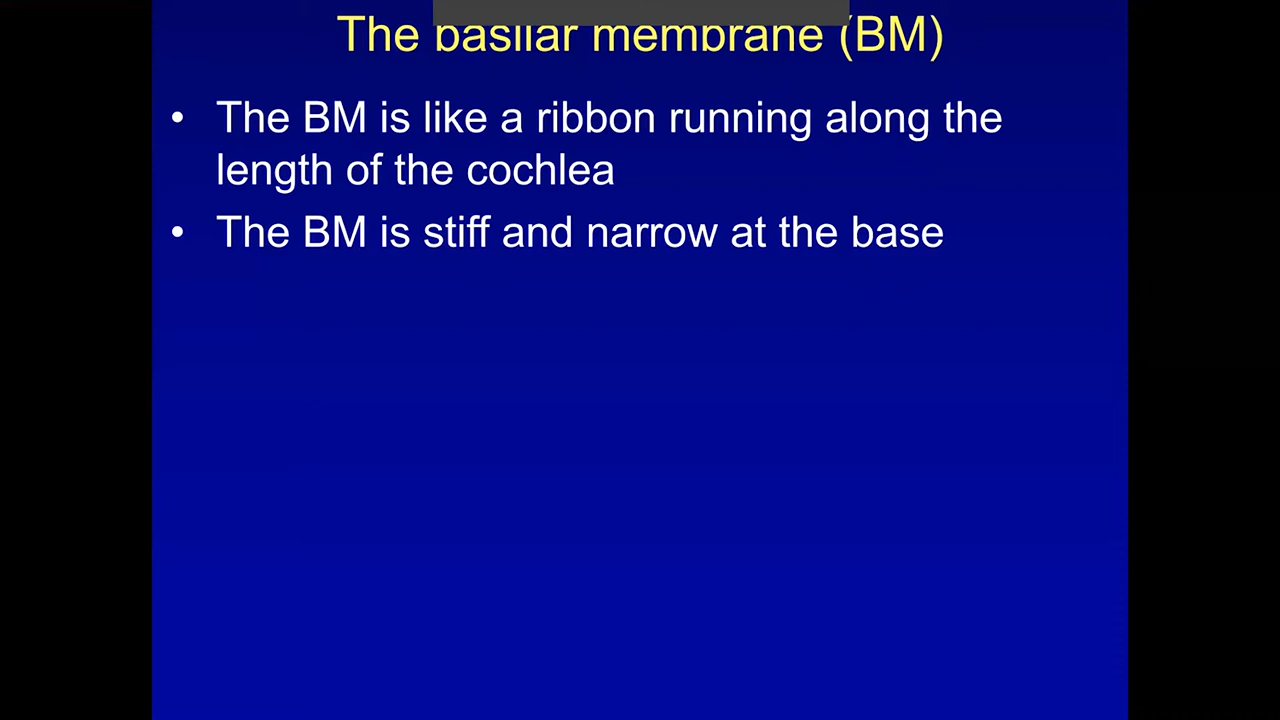 The basilar membrane (BM)
• The BM is like a ribbon running along the
length of the cochlea
• The BM is stiff and narrow at the base